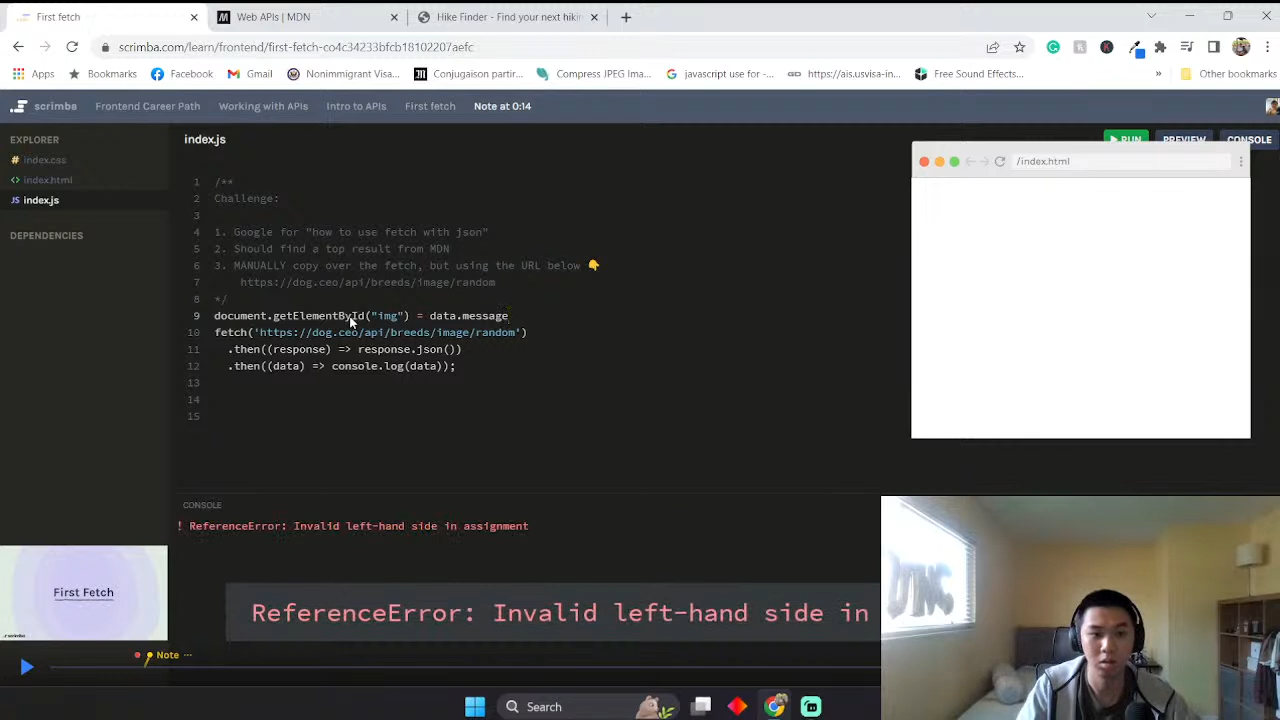 First fetch
Web APIs | MDN
Hike Finder - Find your next hikin
scrimba.com/learn/frontend/first-fetch-co4c34233bfcb18102207aefc
Apps
Bookmarks
Facebook
Gmail
Nonimmigrant Visa...
Conjugaison partir...
Compress JPEG Ima...
javascript use for -...
https://ais.usvisa-in...
Free Sound Effects...
»
Other bookmarks
scrimba
Frontend Career Path
Working with APIs
Intro to APIs
First fetch
Note at 0:14
EXPLORER
index.css
index.html
JS index.js
DEPENDENCIES
index.js
RUN
PREVIEW
CONSOLE
/index.html
1 /**
2 Challenge:
3
4 1. Google for "how to use fetch with json"
5 2. Should find a top result from MDN
6 3. MANUALLY copy over the fetch, but using the URL below 👇
7 https://dog.ceo/api/breeds/image/random
8 */
9 document.getElementById("img") = data.message
10 fetch('https://dog.ceo/api/breeds/image/random')
11 .then((response) => response.json())
12 .then((data) => console.log(data));
13
14
15
CONSOLE
! ReferenceError: Invalid left-hand side in assignment
First Fetch
scrimba
ReferenceError: Invalid left-hand side in
Note ...
Search